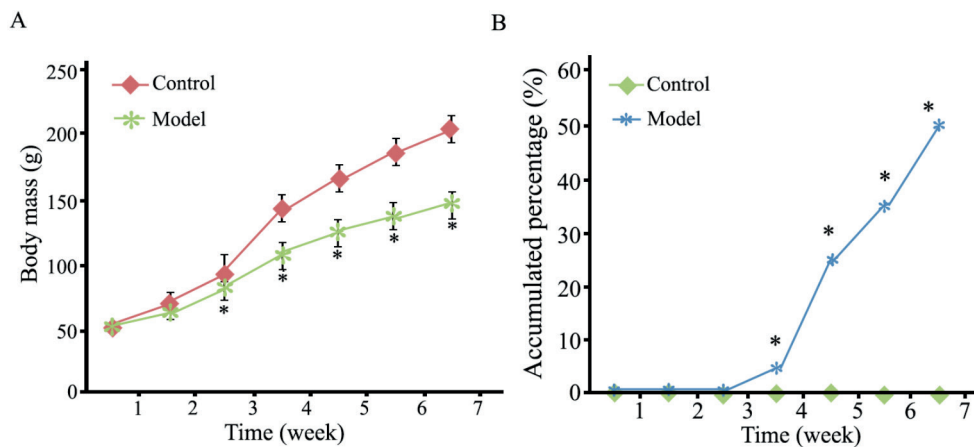 A
Body mass (g)
250
200
150
100
50
0
Control
Model
*
*
*
*
*
1 2 3 4 5 6 7
Time (week)
B
Accumulated percentage (%)
60
50
40
30
20
10
0
Control
Model
*
*
*
*
1 2 3 4 5 6 7
Time (week)